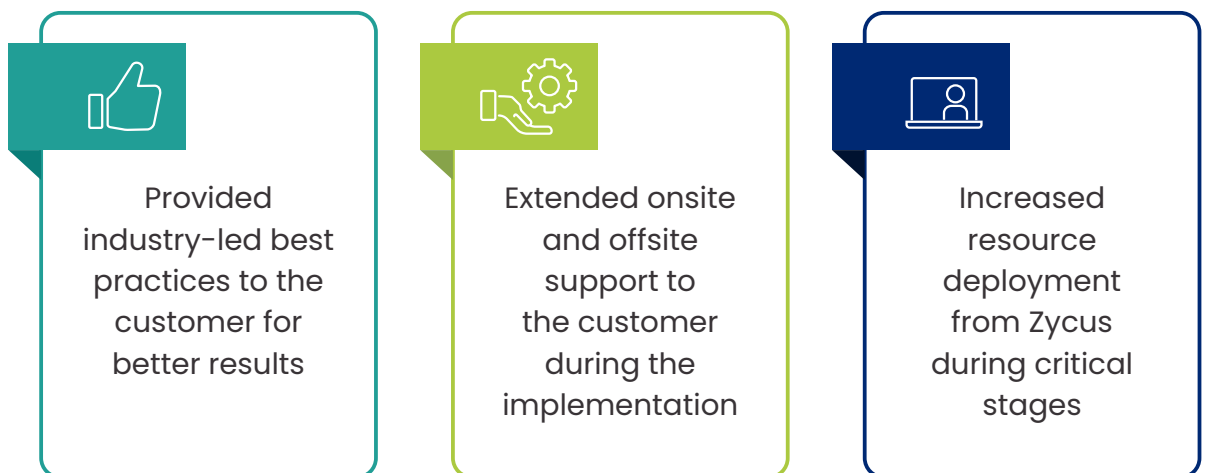 Provided
industry-led best
practices to the
customer for
better results
Extended onsite
and offsite
support to
the customer
during the
implementation
Increased
resource
deployment
from Zycus
during critical
stages